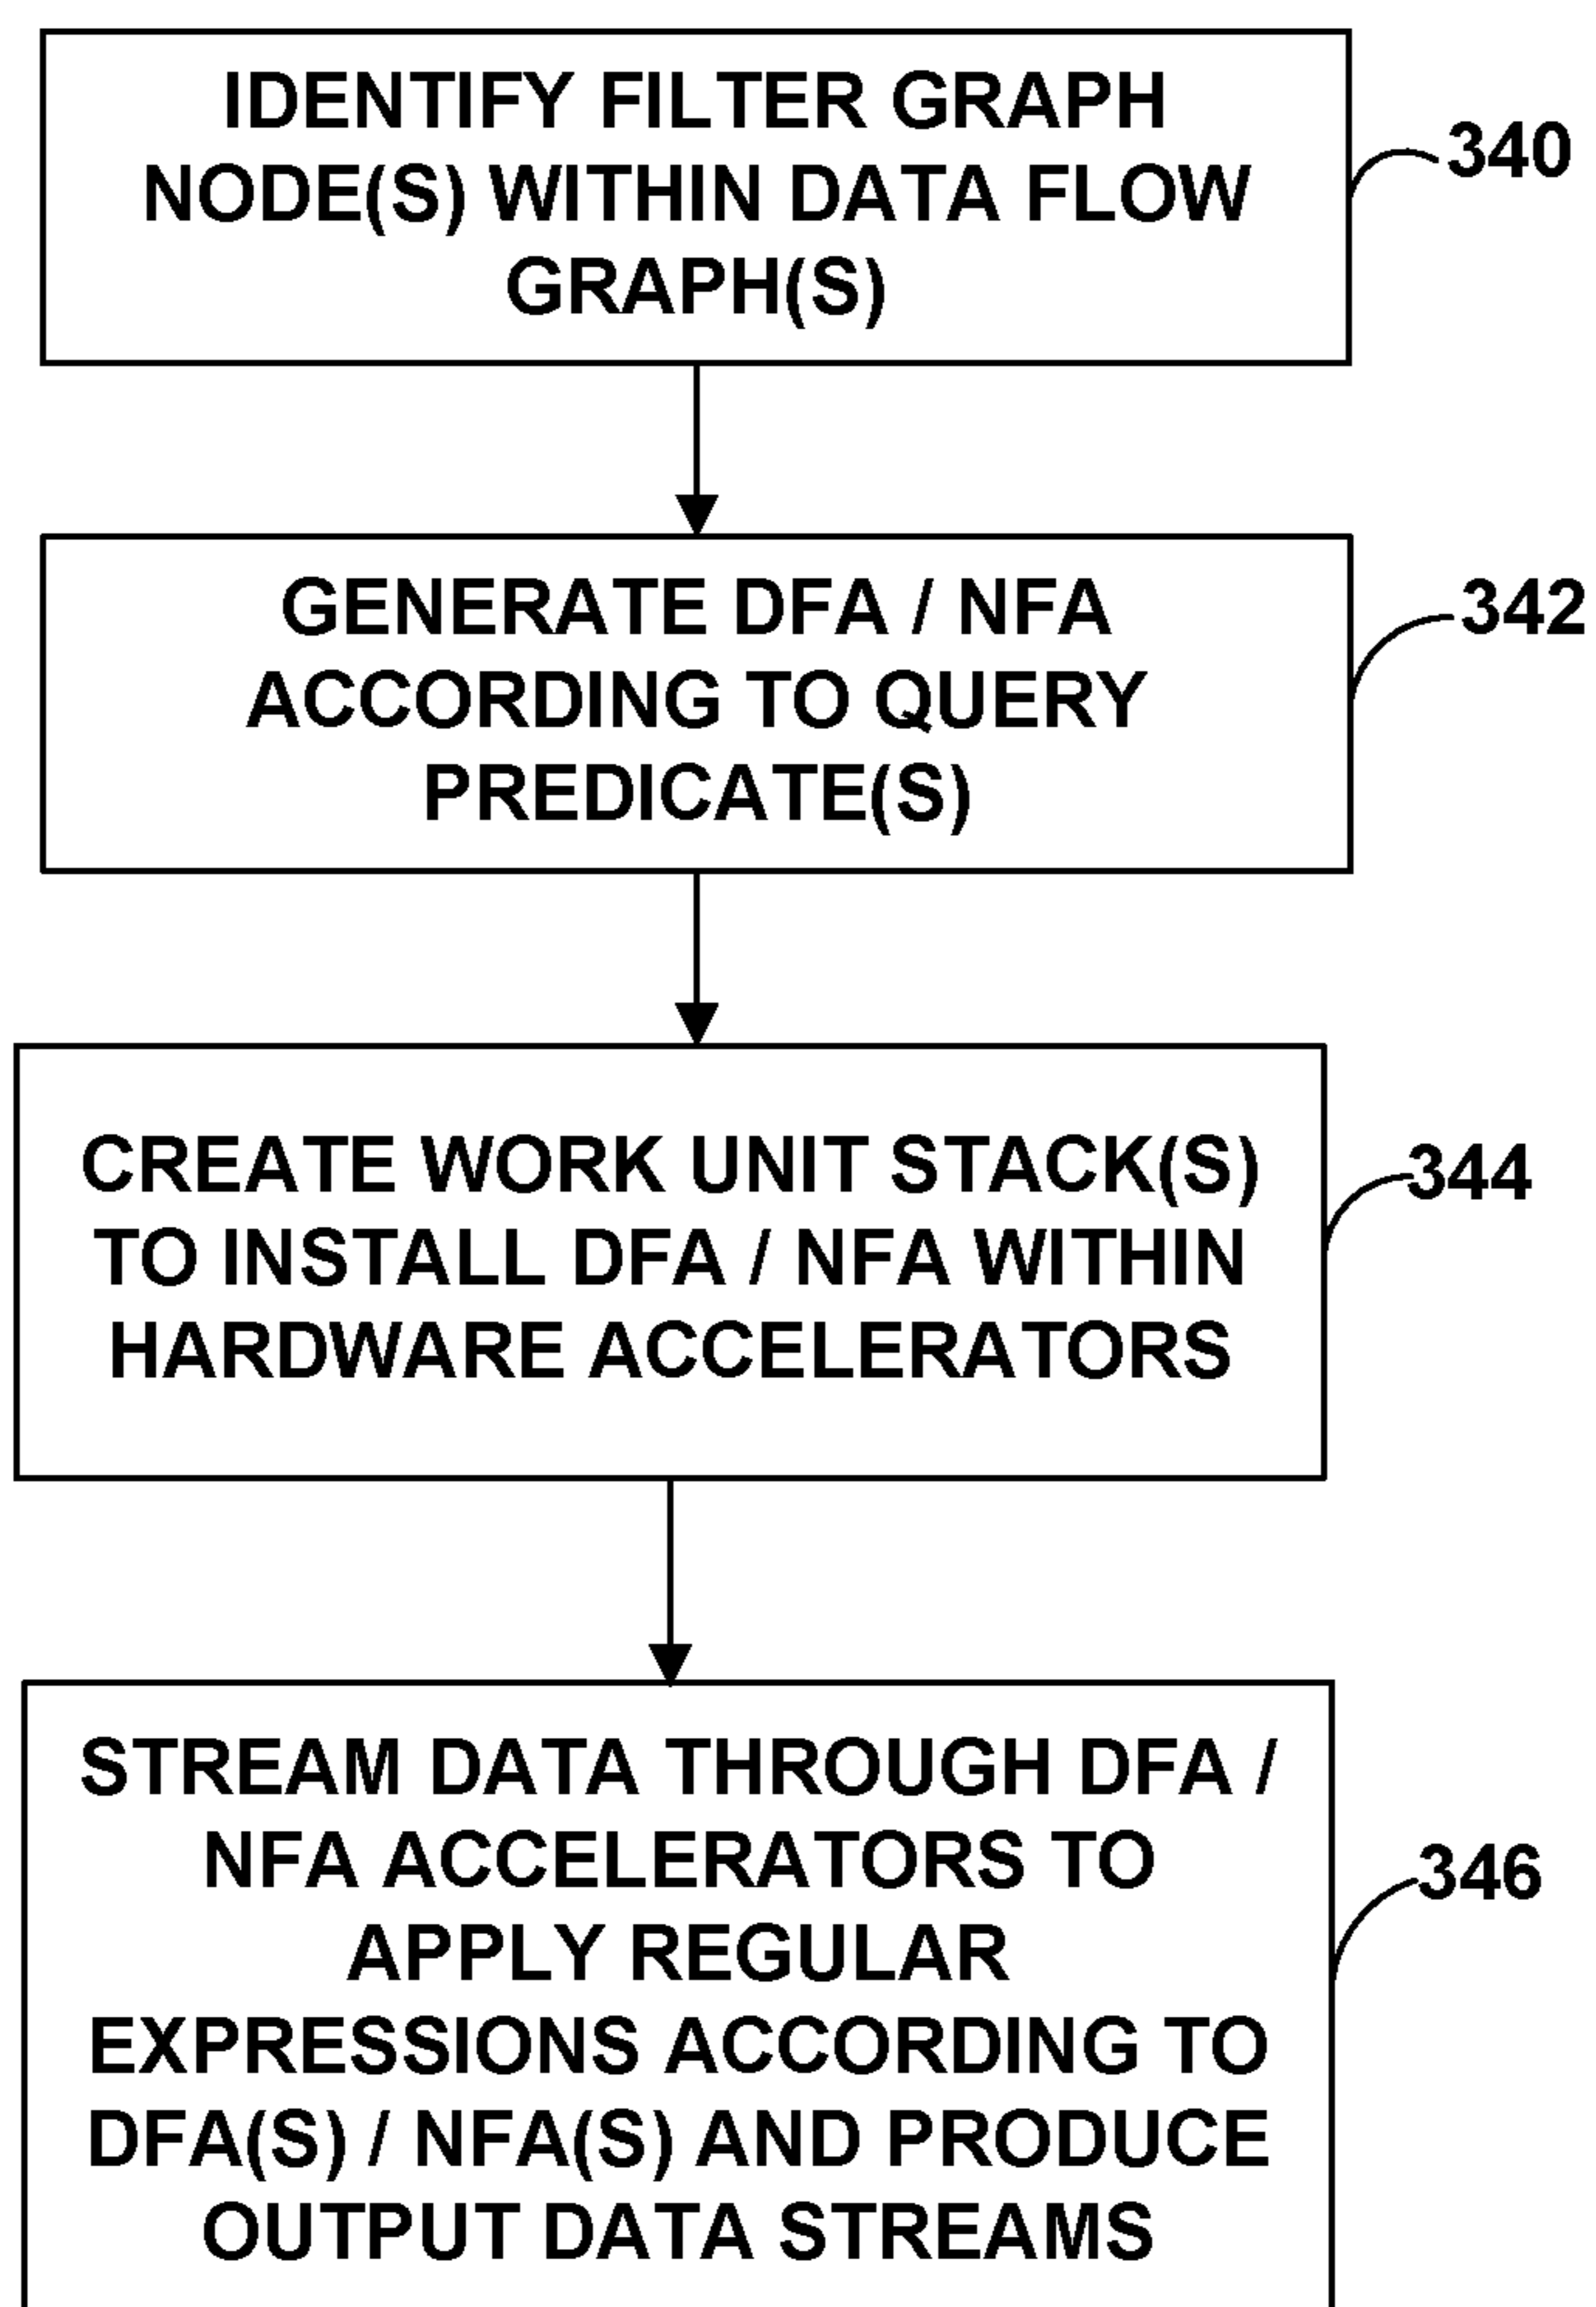 IDENTIFY FILTER GRAPH
NODE(S) WITHIN DATA FLOW
GRAPH(S)
340
GENERATE DFA / NFA
ACCORDING TO QUERY
PREDICATE(S)
342
CREATE WORK UNIT STACK(S)
TO INSTALL DFA / NFA WITHIN
HARDWARE ACCELERATORS
344
STREAM DATA THROUGH DFA /
NFA ACCELERATORS TO
APPLY REGULAR
EXPRESSIONS ACCORDING TO
DFA(S) / NFA(S) AND PRODUCE
OUTPUT DATA STREAMS
346